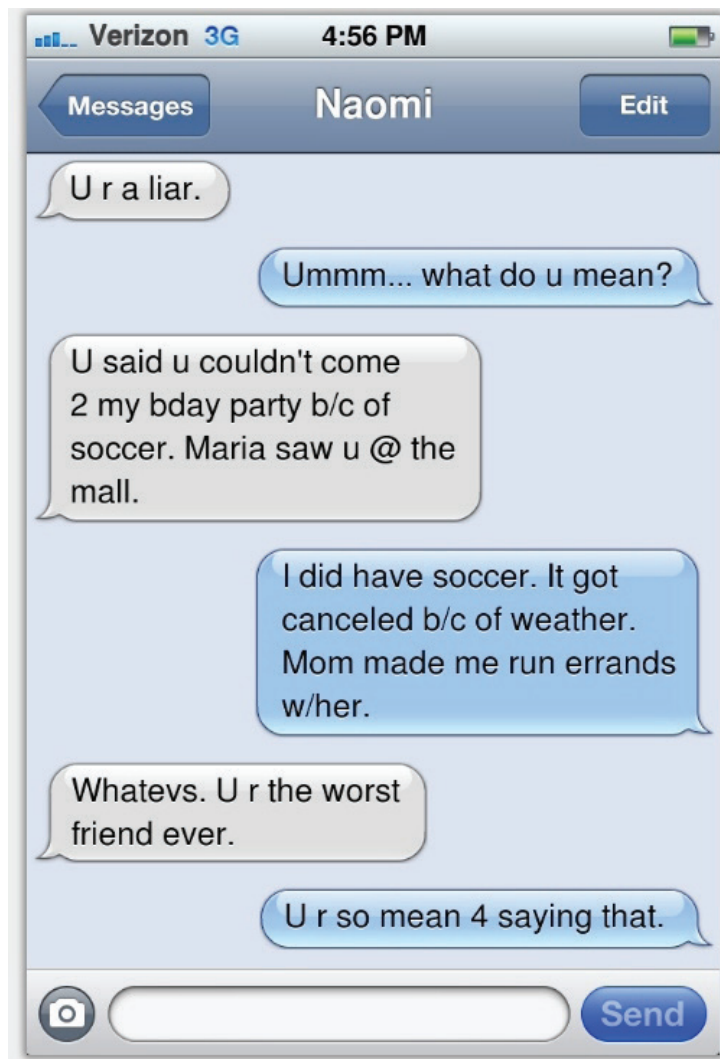 Verizon 3G 4:56 PM
Messages Naomi Edit
U r a liar.
Ummm... what do u mean?
U said u couldn't come
2 my bday party b/c of
soccer. Maria saw u @ the
mall.
I did have soccer. It got
canceled b/c of weather.
Mom made me run errands
w/her.
Whatevs. U r the worst
friend ever.
U r so mean 4 saying that.
Send